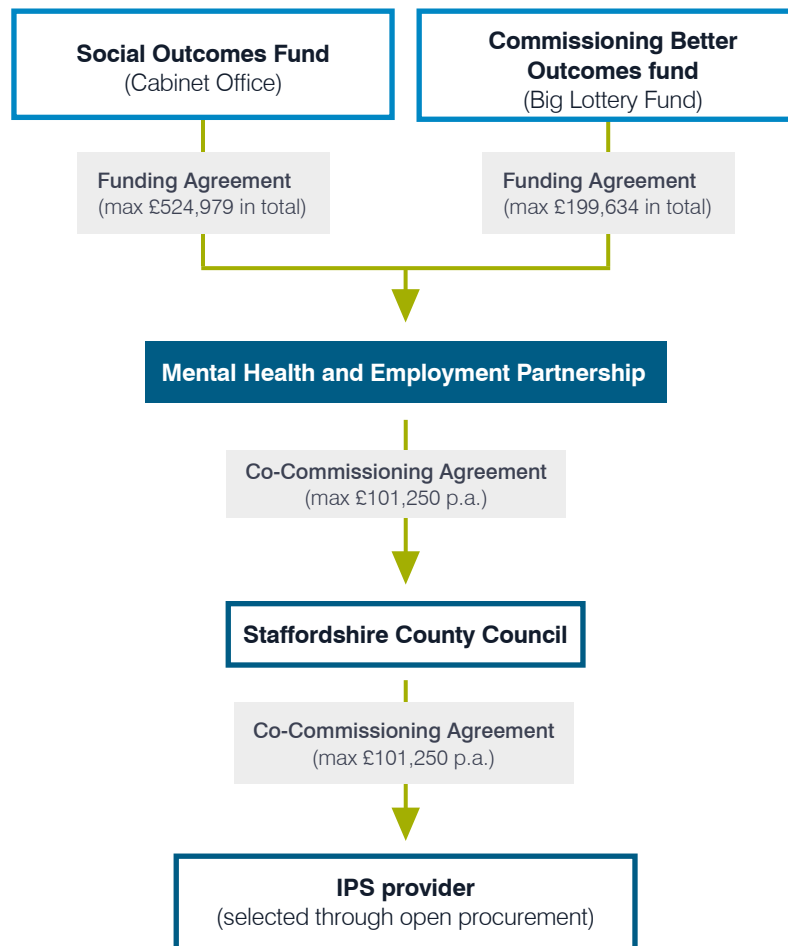 Social Outcomes Fund
(Cabinet Office)
Commissioning Better
Outcomes fund
(Big Lottery Fund)
Funding Agreement
(max £524,979 in total)
Funding Agreement
(max £199,634 in total)
Mental Health and Employment Partnership
Co-Commissioning Agreement
(max £101,250 p.a.)
Staffordshire County Council
Co-Commissioning Agreement
(max £101,250 p.a.)
IPS provider
(selected through open procurement)